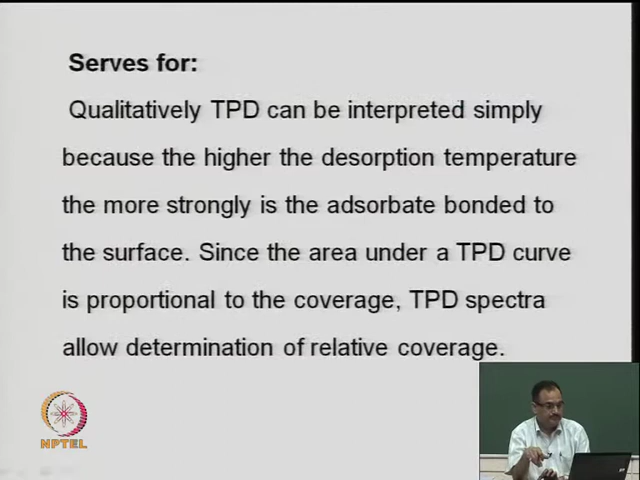 Serves for:
Qualitatively TPD can be interpreted simply
because the higher the desorption temperature
the more strongly is the adsorbate bonded to
the surface. Since the area under a TPD curve
is proportional to the coverage, TPD spectra
allow determination of relative coverage.
NPTEL